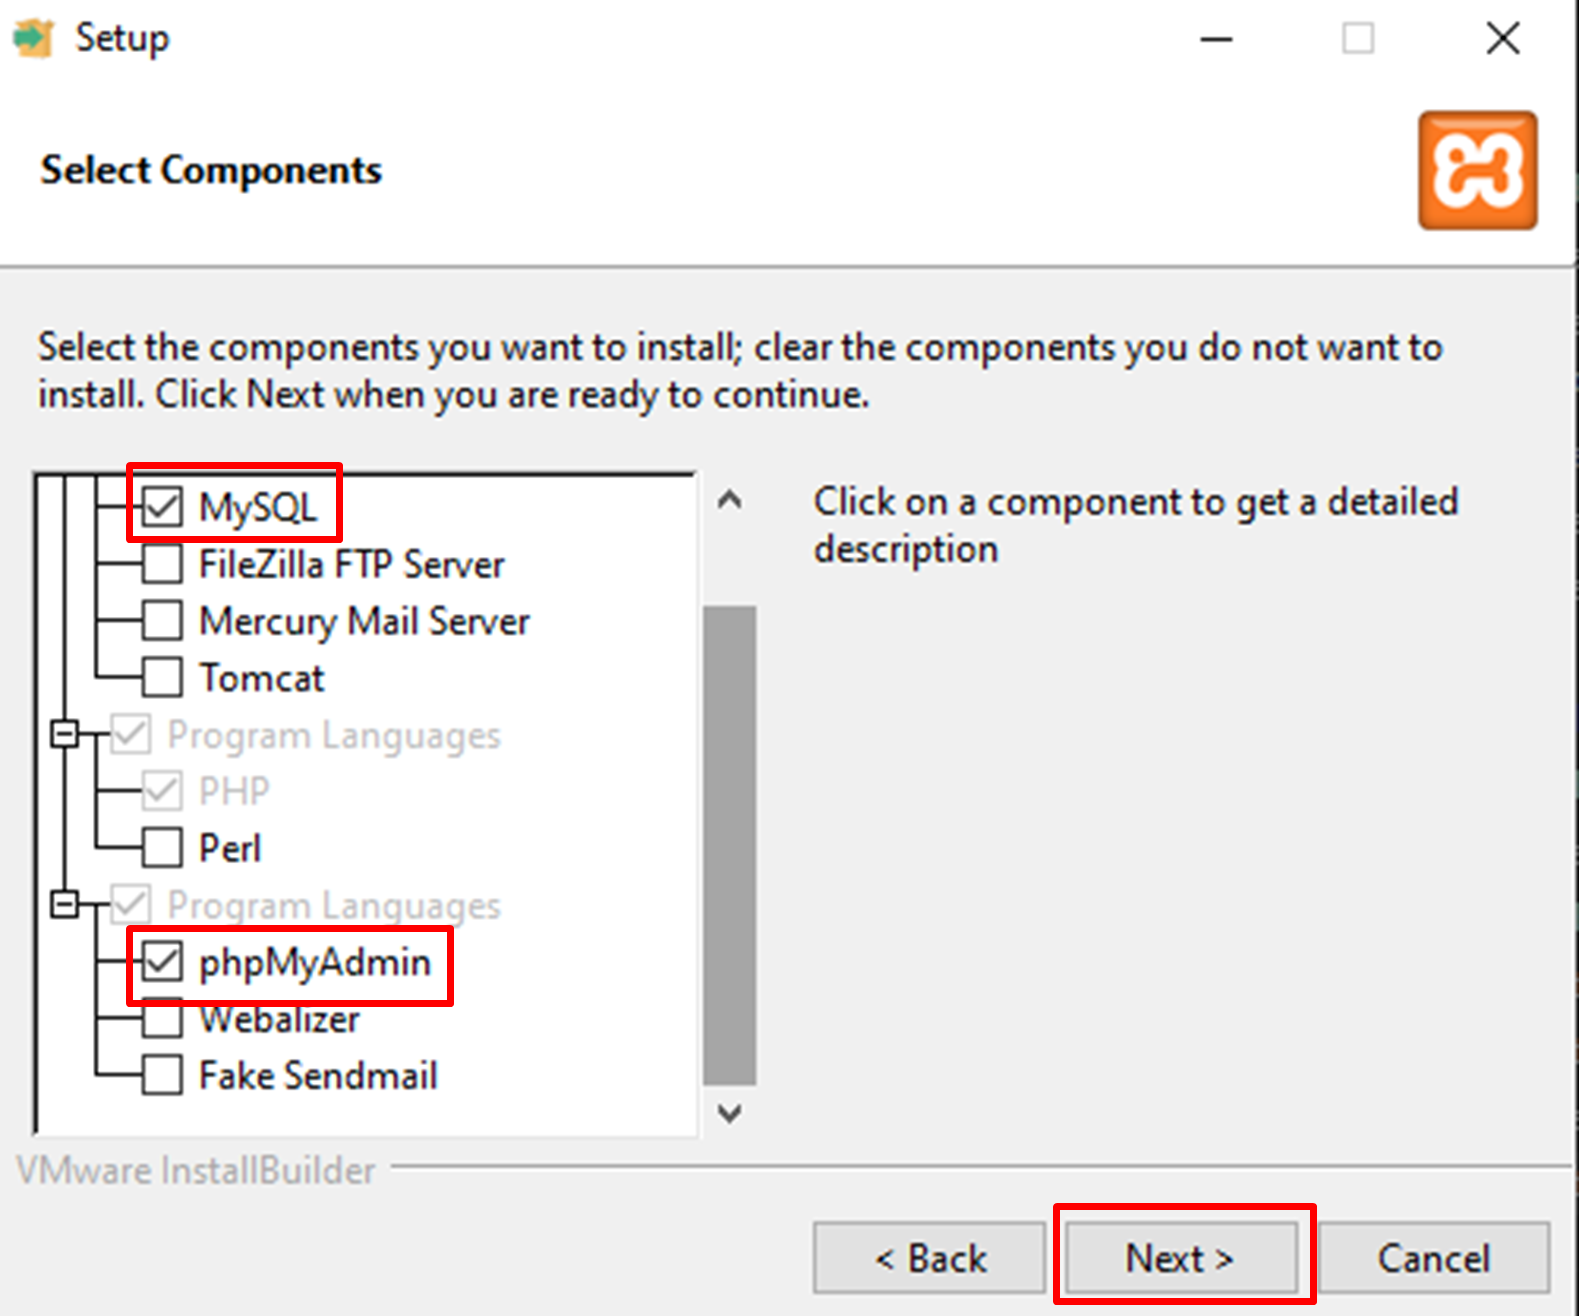 Setup
Select Components
Select the components you want to install; clear the components you do not want to
install. Click Next when you are ready to continue.
MySQL
FileZilla FTP Server
Mercury Mail Server
Tomcat
Program Languages
PHP
Perl
Program Languages
phpMyAdmin
Webalizer
Fake Sendmail
Click on a component to get a detailed
description
VMware InstallBuilder
< Back
Next >
Cancel